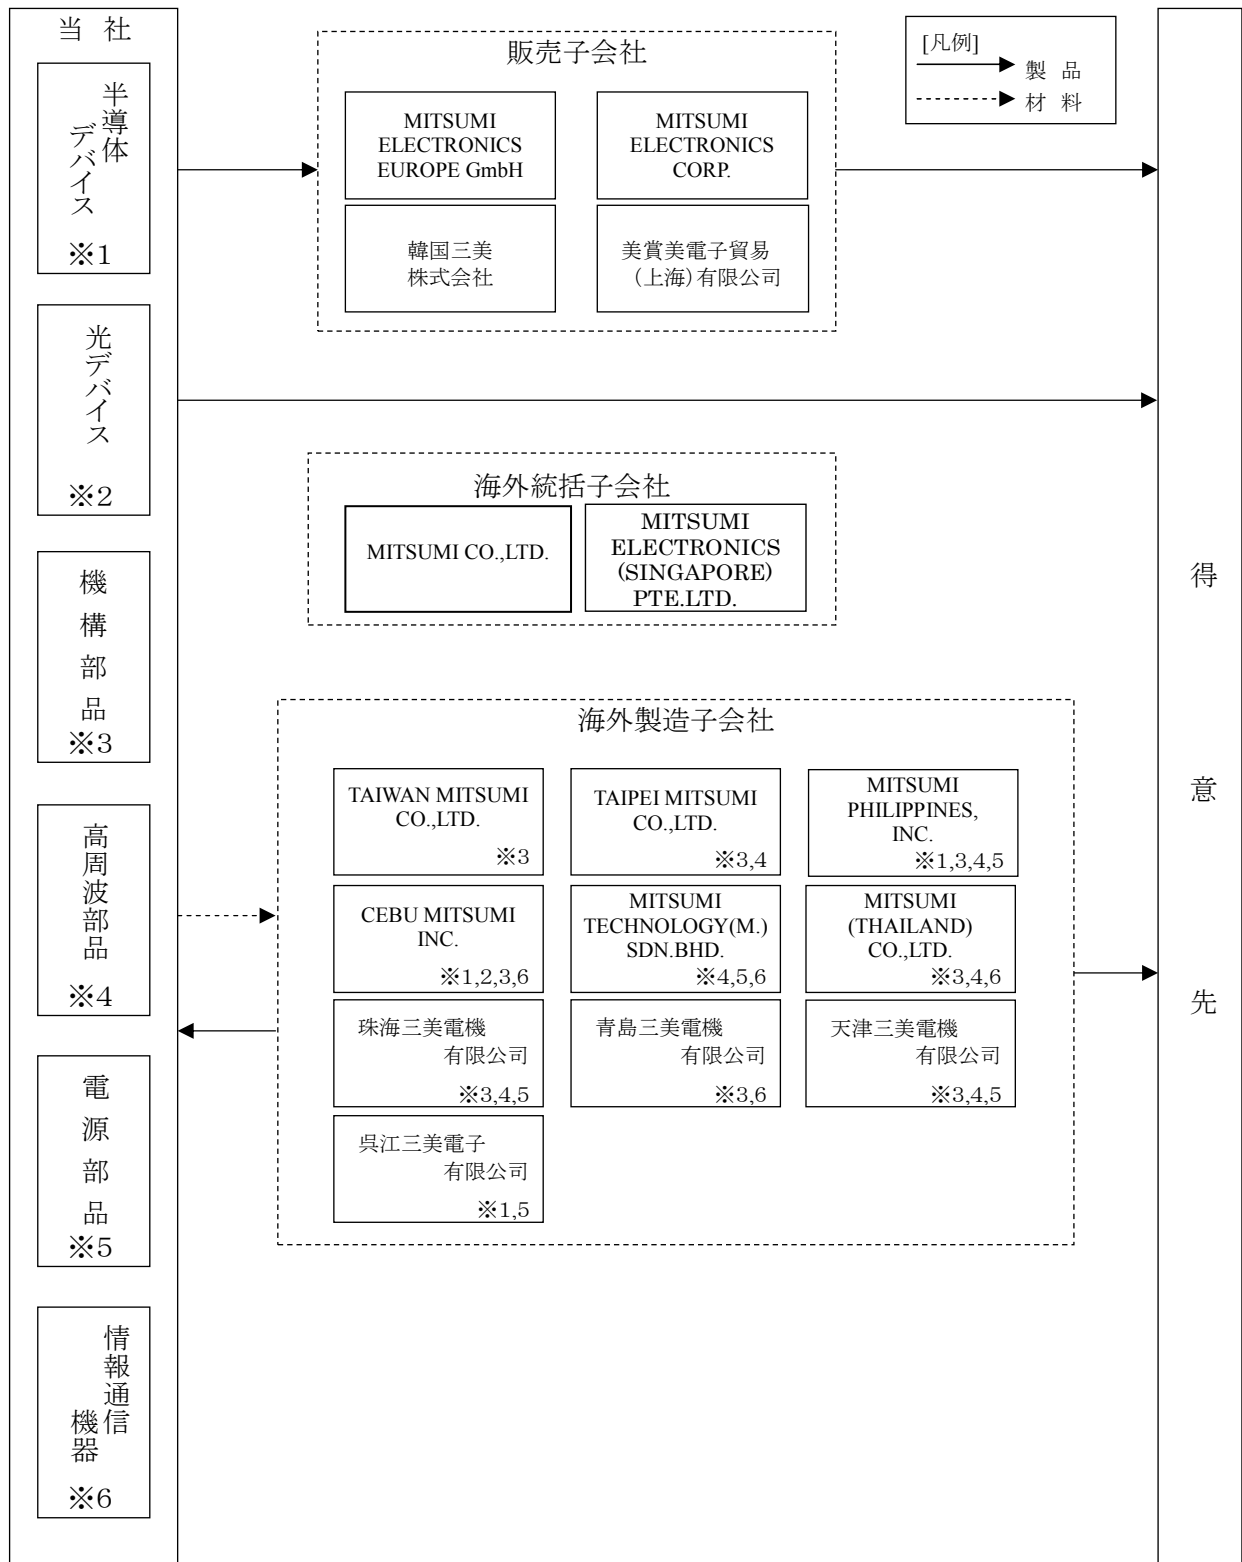 当 社
半導体
デバイス
※1
光デバイス
※2
機構部品
※3
高周波部品
※4
電源部品
※5
情報通信
機器
※6
販売子会社
MITSUMI
ELECTRONICS
EUROPE GmbH
MITSUMI
ELECTRONICS
CORP.
韓国三美
株式会社
美賞美電子貿易
(上海)有限公司
[凡例]
製 品
材 料
海外統括子会社
MITSUMI CO.,LTD.
MITSUMI
ELECTRONICS
(SINGAPORE)
PTE.LTD.
海外製造子会社
TAIWAN MITSUMI
CO.,LTD.
※3
TAIPEI MITSUMI
CO.,LTD.
※3,4
MITSUMI
PHILIPPINES,
INC.
※1,3,4,5
CEBU MITSUMI
INC.
※1,2,3,6
MITSUMI
TECHNOLOGY(M.)
SDN.BHD.
※4,5,6
MITSUMI
(THAILAND)
CO.,LTD.
※3,4,6
珠海三美電機
有限公司
※3,4,5
青島三美電機
有限公司
※3,6
天津三美電機
有限公司
※3,4,5
呉江三美電子
有限公司
※1,5
得意先